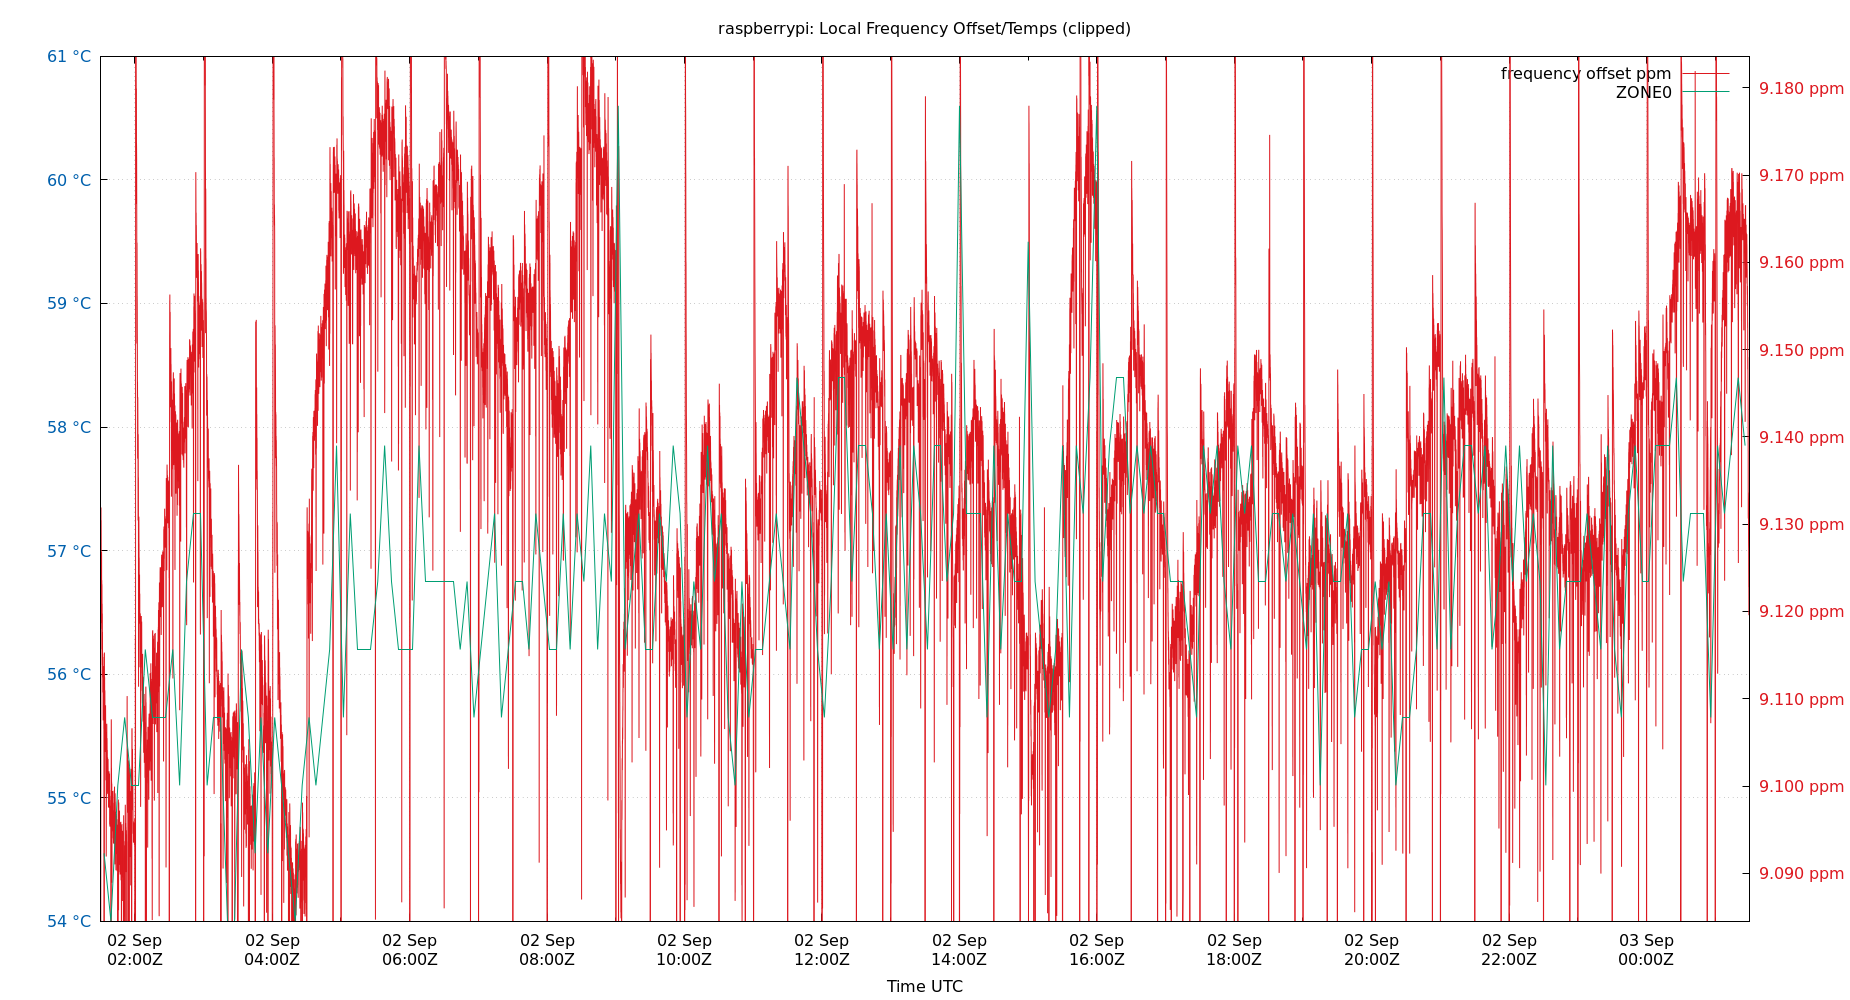 raspberrypi: Local Frequency Offset/Temps (clipped)
61 °C
60 °C
59 °C
58 °C
57 °C
56 °C
55 °C
54 °C
frequency offset ppm
ZONE0
9.180 ppm
9.170 ppm
9.160 ppm
9.150 ppm
9.140 ppm
9.130 ppm
9.120 ppm
9.110 ppm
9.100 ppm
9.090 ppm
02 Sep 02 Sep 02 Sep 02 Sep 02 Sep 02 Sep 02 Sep 02 Sep 02 Sep 02 Sep 02 Sep 03 Sep
02:00Z 04:00Z 06:00Z 08:00Z 10:00Z 12:00Z 14:00Z 16:00Z 18:00Z 20:00Z 22:00Z 00:00Z
Time UTC